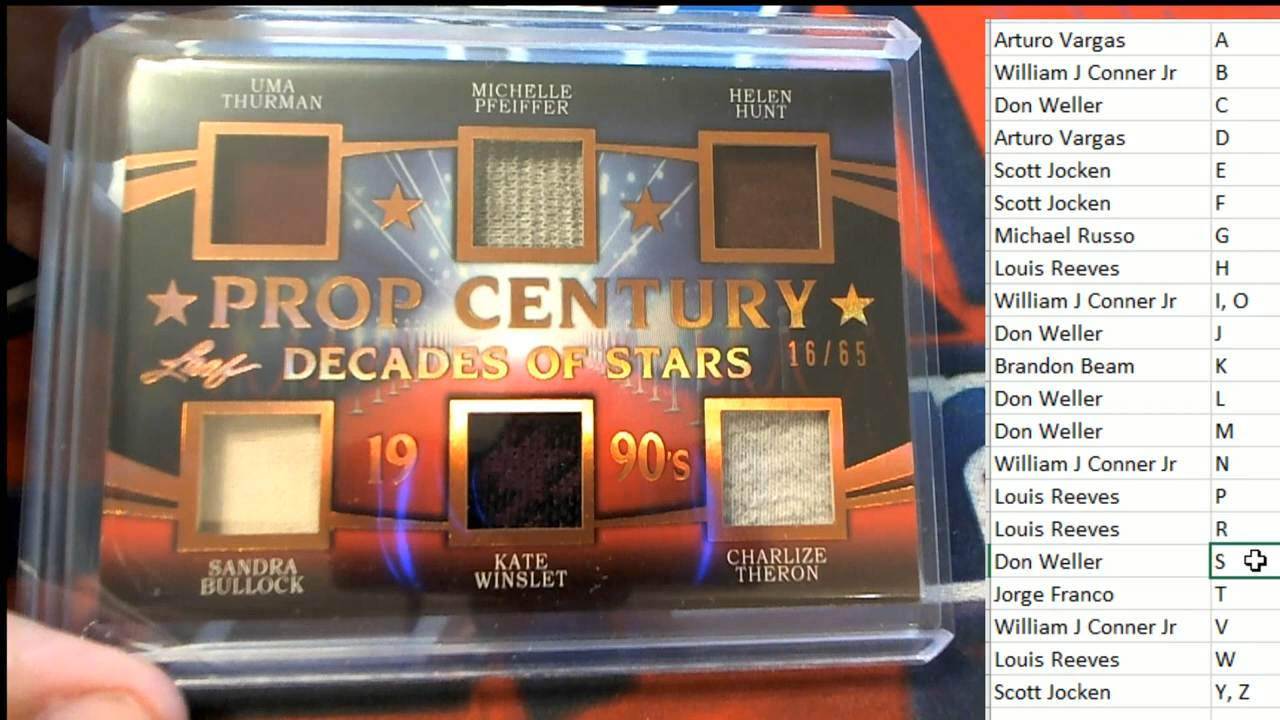 UMA
THURMAN
MICHELLE
PFEIFFER
HELEN
HUNT
PROP CENTURY
Leaf
DECADES OF STARS
16/65
19
90's
SANDRA
BULLOCK
KATE
WINSLET
CHARLIZE
THERON
Arturo Vargas A
William J Conner Jr B
Don Weller C
Arturo Vargas D
Scott Jocken E
Scott Jocken F
Michael Russo G
Louis Reeves H
William J Conner Jr I, O
Don Weller J
Brandon Beam K
Don Weller L
Don Weller M
William J Conner Jr N
Louis Reeves P
Louis Reeves R
Don Weller S
Jorge Franco T
William J Conner Jr V
Louis Reeves W
Scott Jocken Y, Z